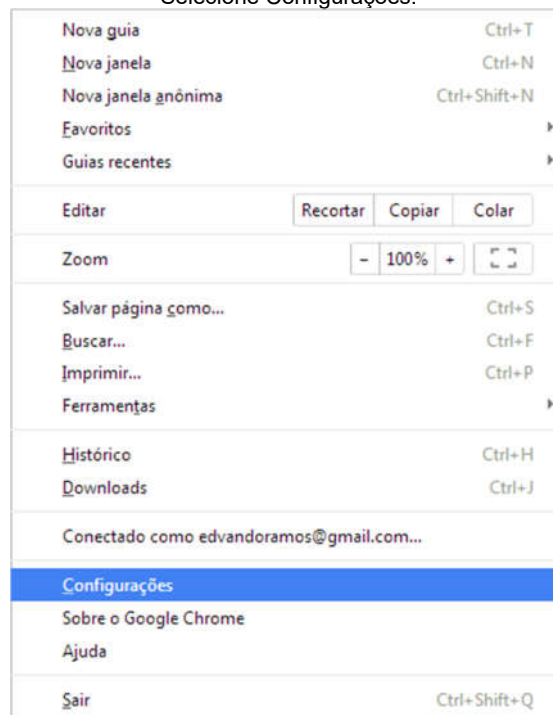 Selecione Configurações.
Nova guia Ctrl+T
Nova janela Ctrl+N
Nova janela anônima Ctrl+Shift+N
Favoritos
Guias recentes
Editar Recortar Copiar Colar
Zoom - 100% +
Salvar página como... Ctrl+S
Buscar... Ctrl+F
Imprimir... Ctrl+P
Ferramentas
Histórico Ctrl+H
Downloads Ctrl+J
Conectado como edvandoramos@gmail.com...
Configurações
Sobre o Google Chrome
Ajuda
Sair Ctrl+Shift+Q